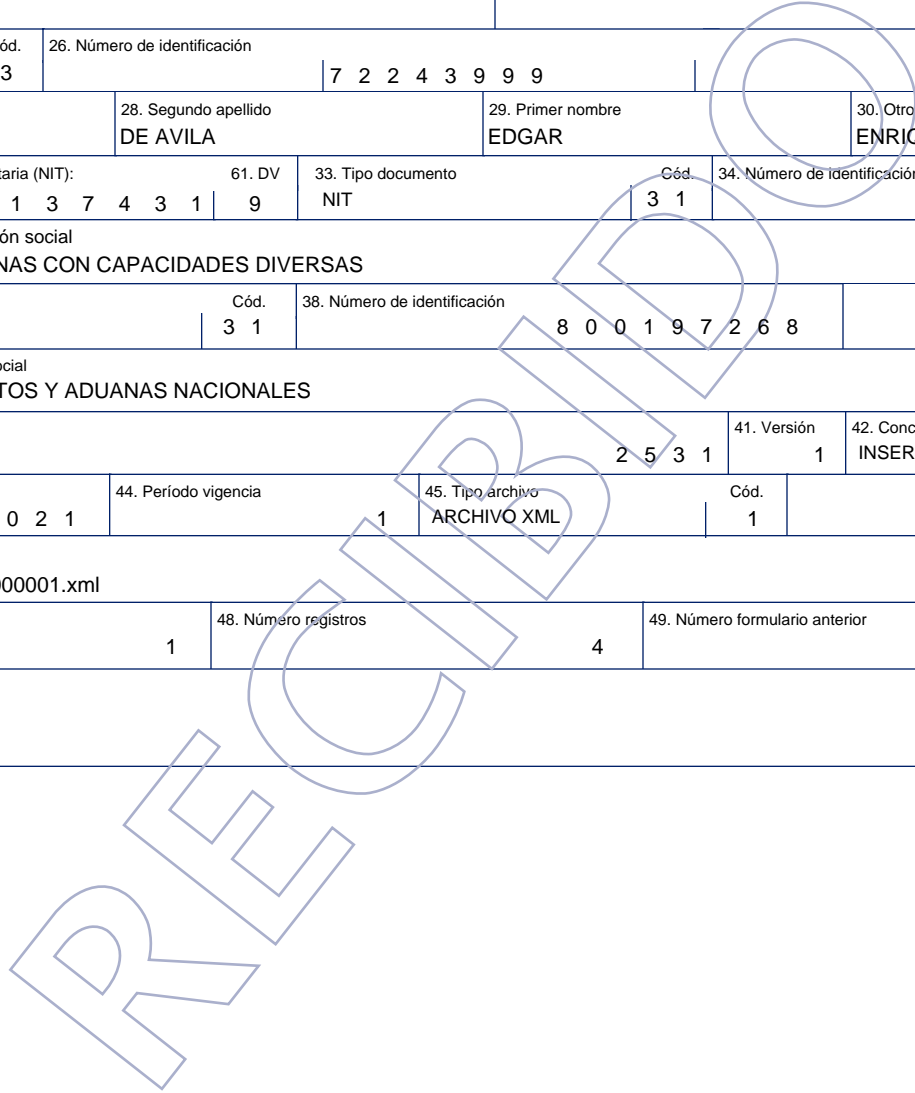 ód. 26. Número de identificación
3 7 2 2 4 3 9 9 9
28. Segundo apellido 29. Primer nombre 30. Otro
DE AVILA EDGAR ENRIQ
taria (NIT): 61. DV 33. Tipo documento Cód. 34. Número de identificación
1 3 7 4 3 1 9 NIT 3 1
ón social
NAS CON CAPACIDADES DIVERSAS
Cód. 38. Número de identificación
3 1 8 0 0 1 9 7 2 6 8
ocial
TOS Y ADUANAS NACIONALES
41. Versión 42. Conc
2 5 3 1 1 INSER
44. Período vigencia 45. Tipo archivo Cód.
0 2 1 1 ARCHIVO XML 1
000001.xml
48. Número registros 49. Número formulario anterior
1 4
RECIBIDO